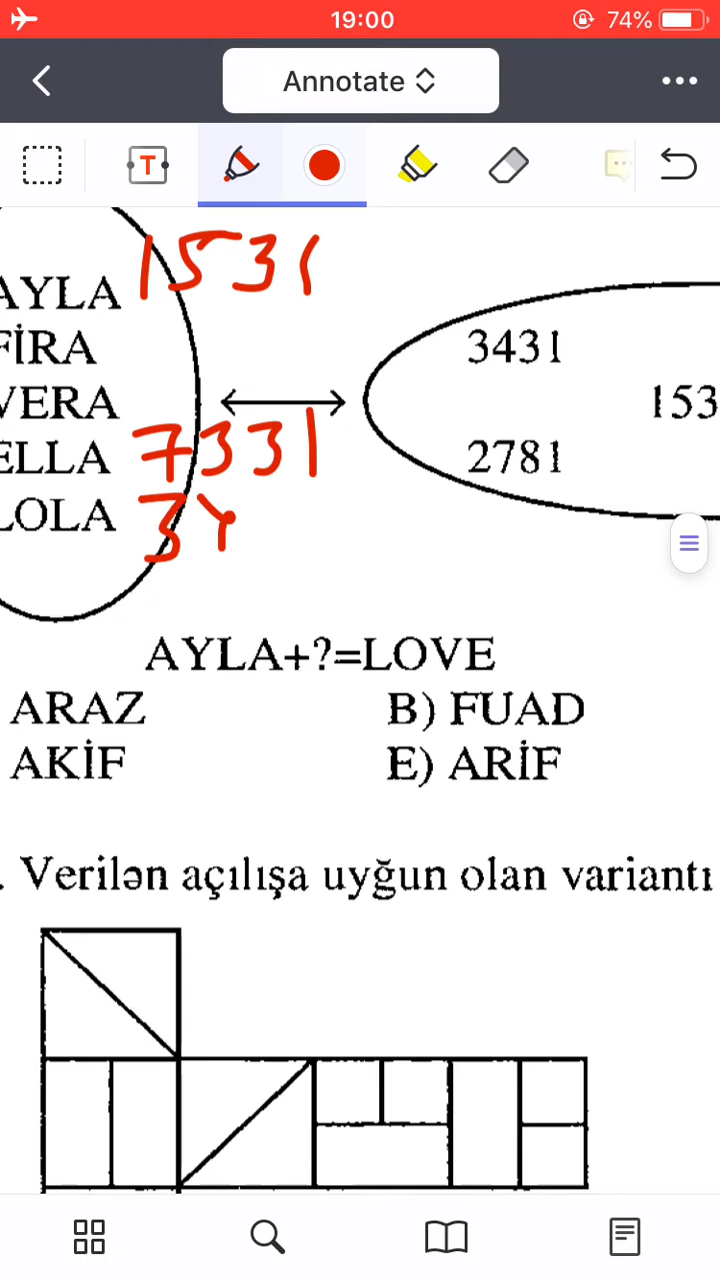 19:00
74%
Annotate
T
AYLA 1531
FİRA
VERA
ELLA 7331
LOLA 3
3431
153
2781
AYLA+?=LOVE
ARAZ
B) FUAD
AKİF
E) ARİF
. Verilən açılışa uyğun olan variantı